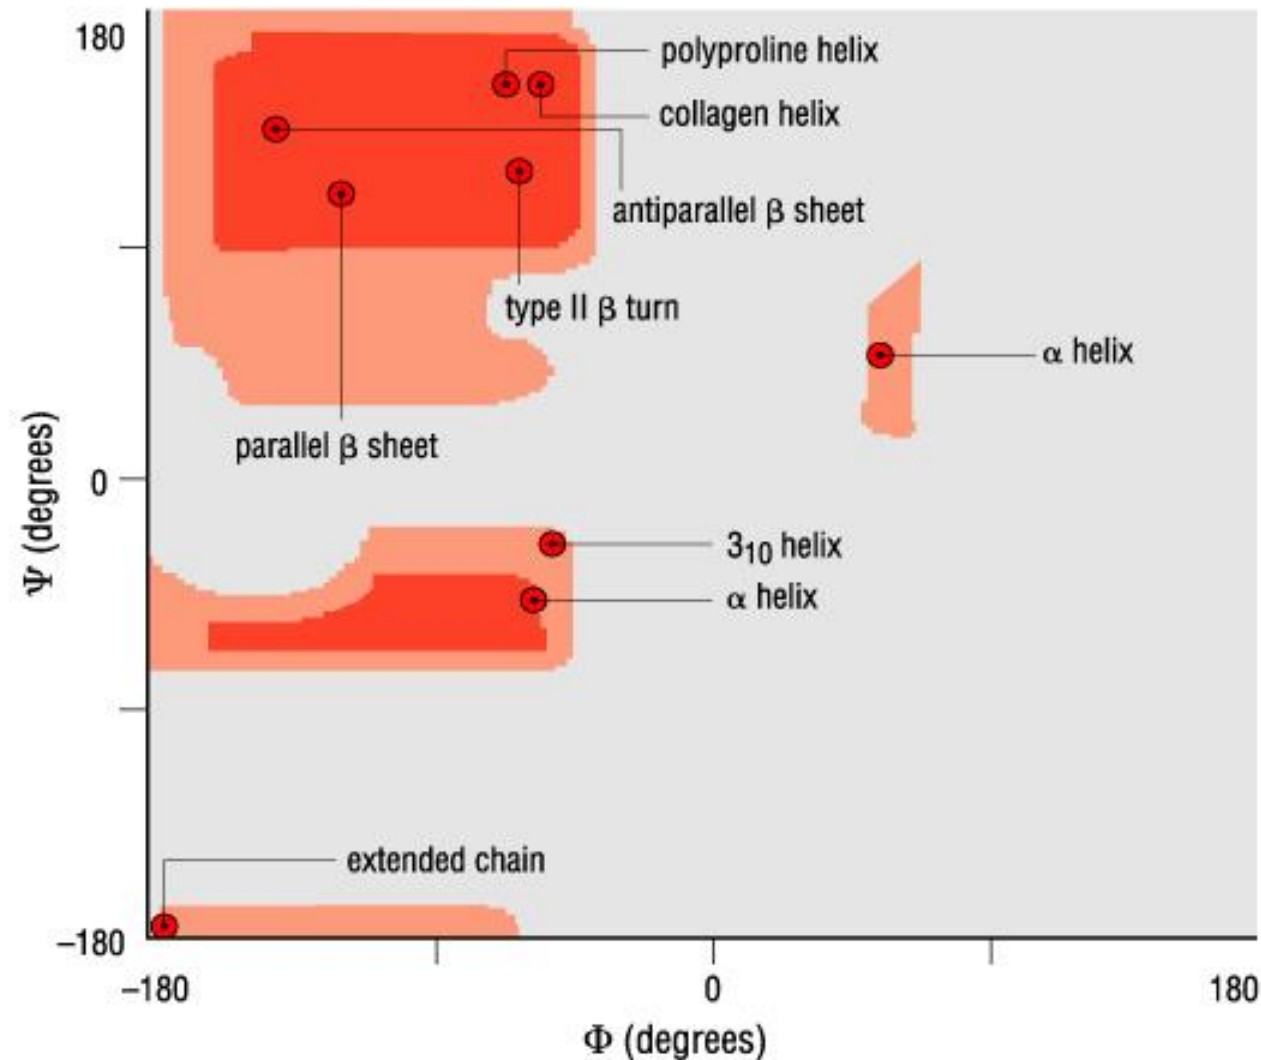 180
polyproline helix
collagen helix
antiparallel β sheet
type II β turn
α helix
parallel β sheet
Ψ (degrees)
0
3₁₀ helix
α helix
extended chain
−180
−180
0
180
Φ (degrees)